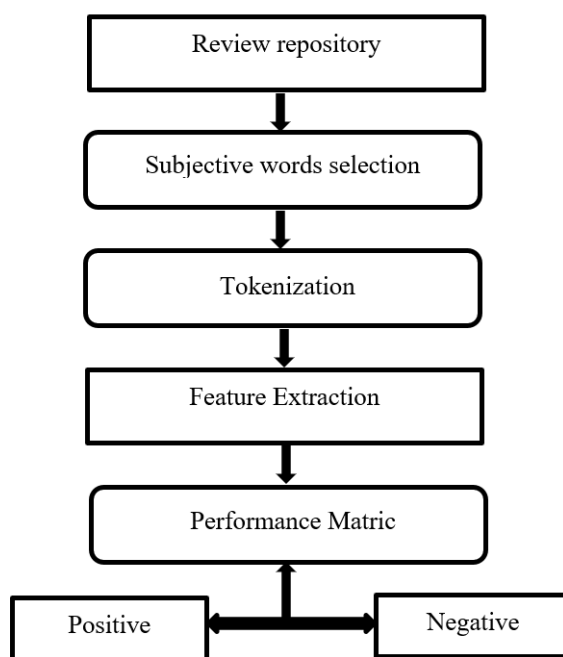 Review repository
Subjective words selection
Tokenization
Feature Extraction
Performance Matric
Positive
Negative